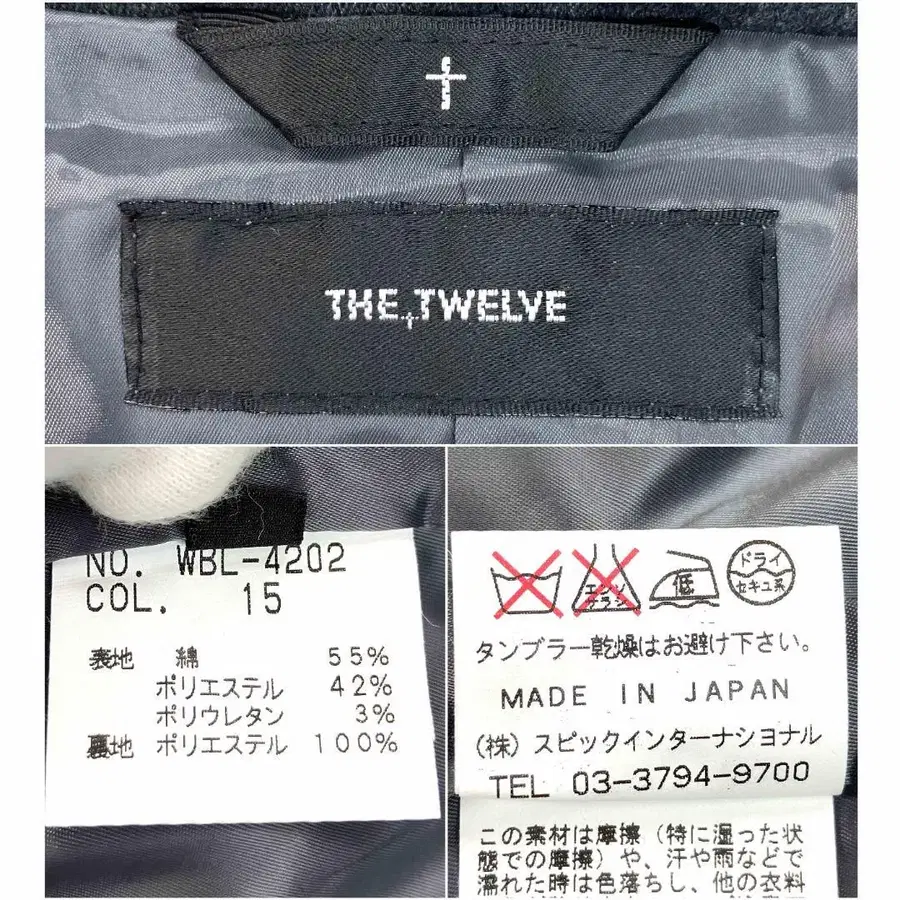 THE TWELVE
NO. WBL-4202
COL. 15
表地 綿 55%
ポリエステル 42%
ポリウレタン 3%
裏地 ポリエステル 100%
エンソ
サラシ
低
ドライ
セキユ系
タンブラー乾燥はお避け下さい。
MADE IN JAPAN
(株)スピックインターナショナル
TEL 03-3794-9700
この素材は摩擦(特に湿った状
態での摩擦)や、汗や雨などで
濡れた時は色落ちし、他の衣料